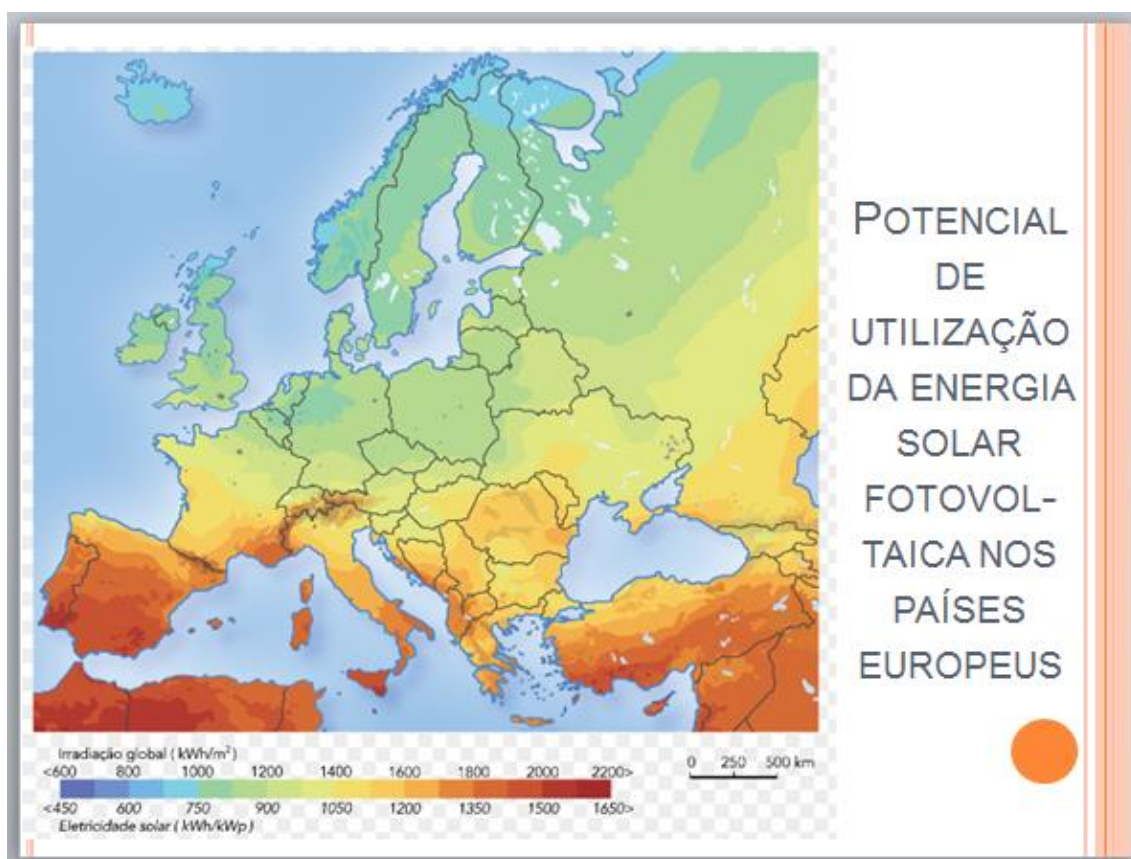 POTENCIAL
DE
UTILIZAÇÃO
DA ENERGIA
SOLAR
FOTOVOL-
TAICA NOS
PAÍSES
EUROPEUS
Irradiação global ( kWh/m²)
<600 800 1000 1200 1400 1600 1800 2000 2200>
<450 600 750 900 1050 1200 1350 1500 1650>
Eletricidade solar ( kWh/kWp )
0 250 500 km